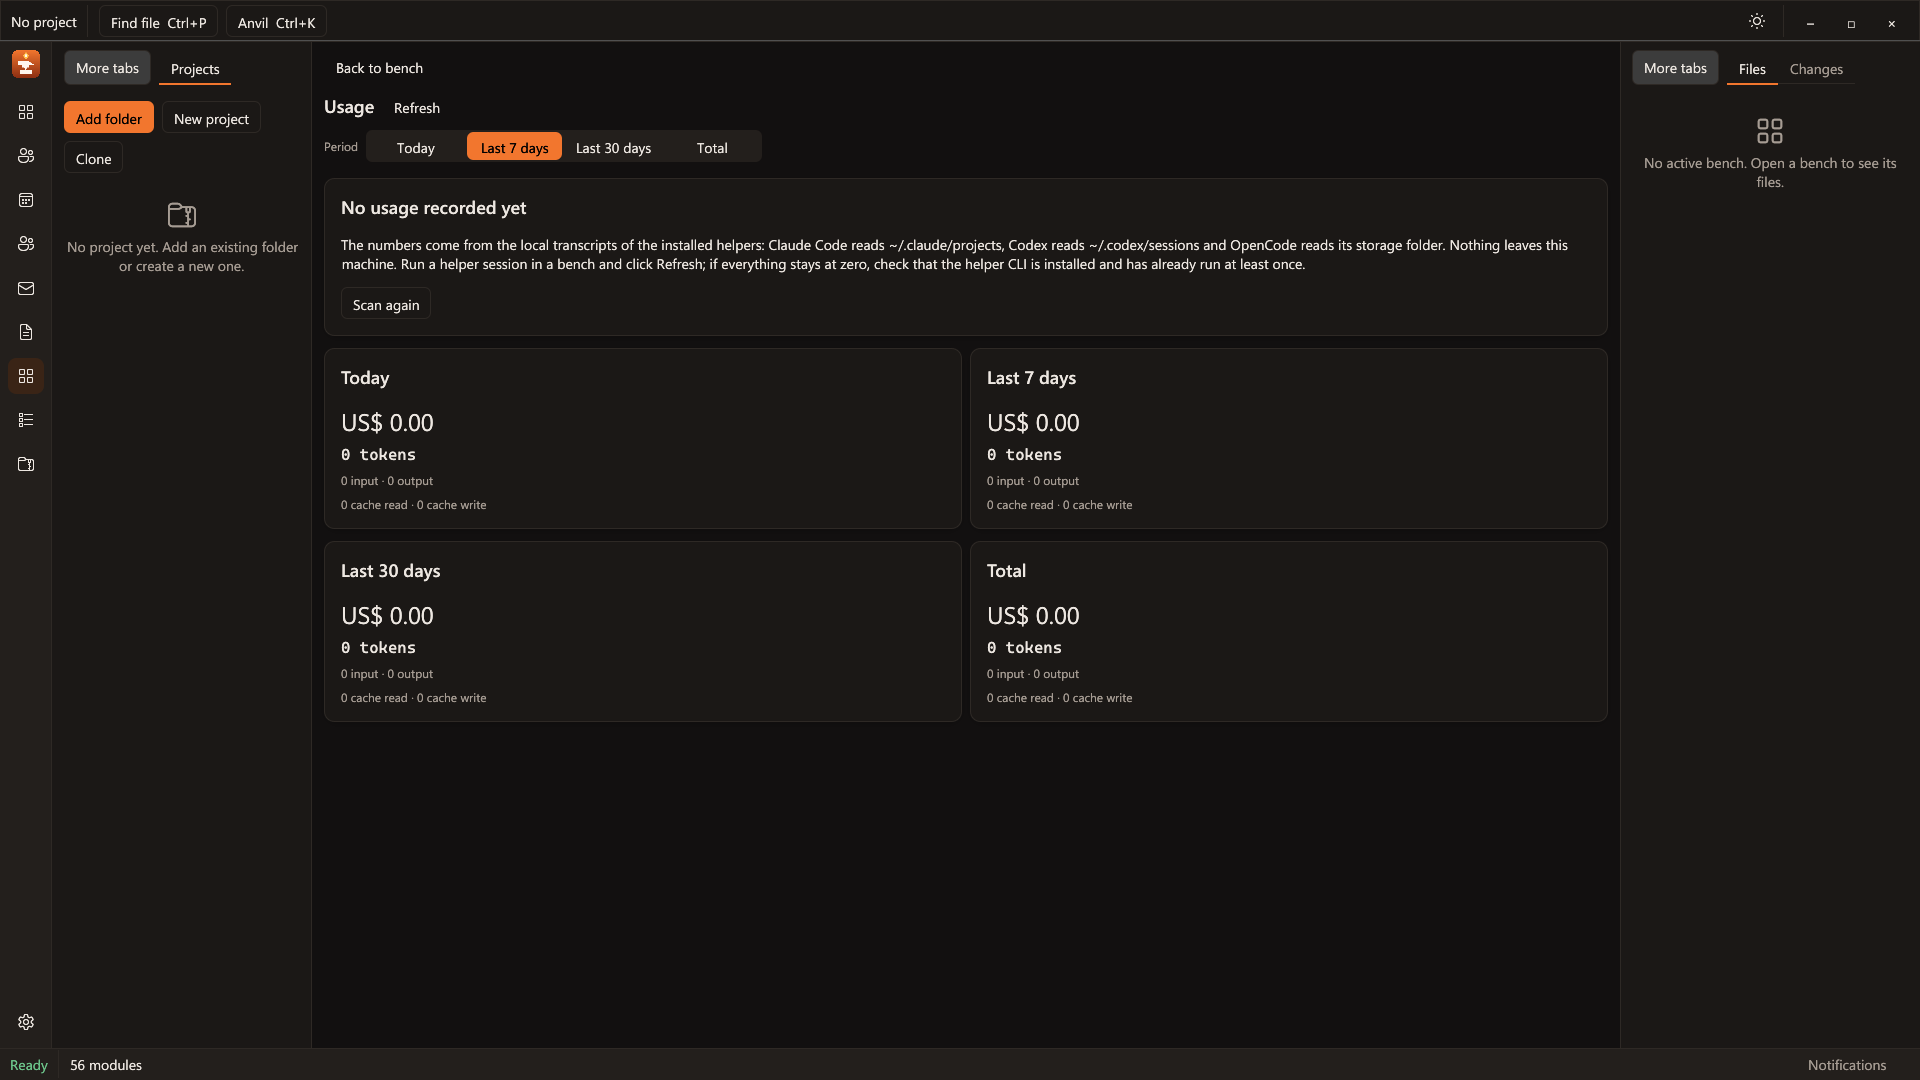 No project
Find file Ctrl+P
Anvil Ctrl+K
More tabs
Projects
Add folder
New project
Clone
No project yet. Add an existing folder
or create a new one.
Back to bench
Usage
Refresh
Period
Today
Last 7 days
Last 30 days
Total
No usage recorded yet
The numbers come from the local transcripts of the installed helpers: Claude Code reads ~/.claude/projects, Codex reads ~/.codex/sessions and OpenCode reads its storage folder. Nothing leaves this
machine. Run a helper session in a bench and click Refresh; if everything stays at zero, check that the helper CLI is installed and has already run at least once.
Scan again
Today
US$ 0.00
0 tokens
0 input · 0 output
0 cache read · 0 cache write
Last 7 days
US$ 0.00
0 tokens
0 input · 0 output
0 cache read · 0 cache write
Last 30 days
US$ 0.00
0 tokens
0 input · 0 output
0 cache read · 0 cache write
Total
US$ 0.00
0 tokens
0 input · 0 output
0 cache read · 0 cache write
More tabs
Files
Changes
No active bench. Open a bench to see its
files.
Ready
56 modules
Notifications